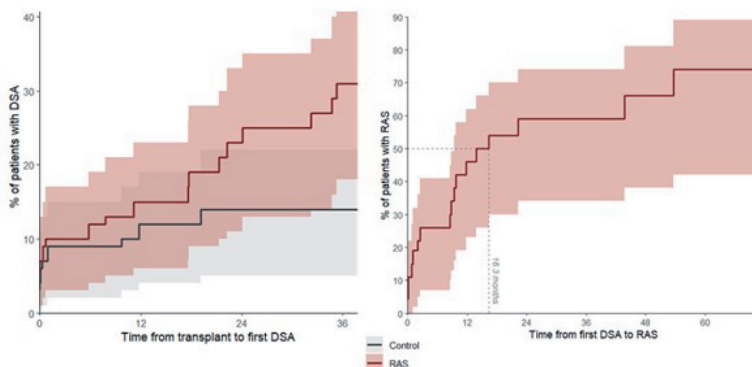 % of patients with DSA
40
30
20
10
0
0 12 24 36
Time from transplant to first DSA
% of patients with RAS
90
80
70
60
50
40
30
20
10
0
16.3 months
0 12 24 36 48 60
Time from first DSA to RAS
Control
RAS